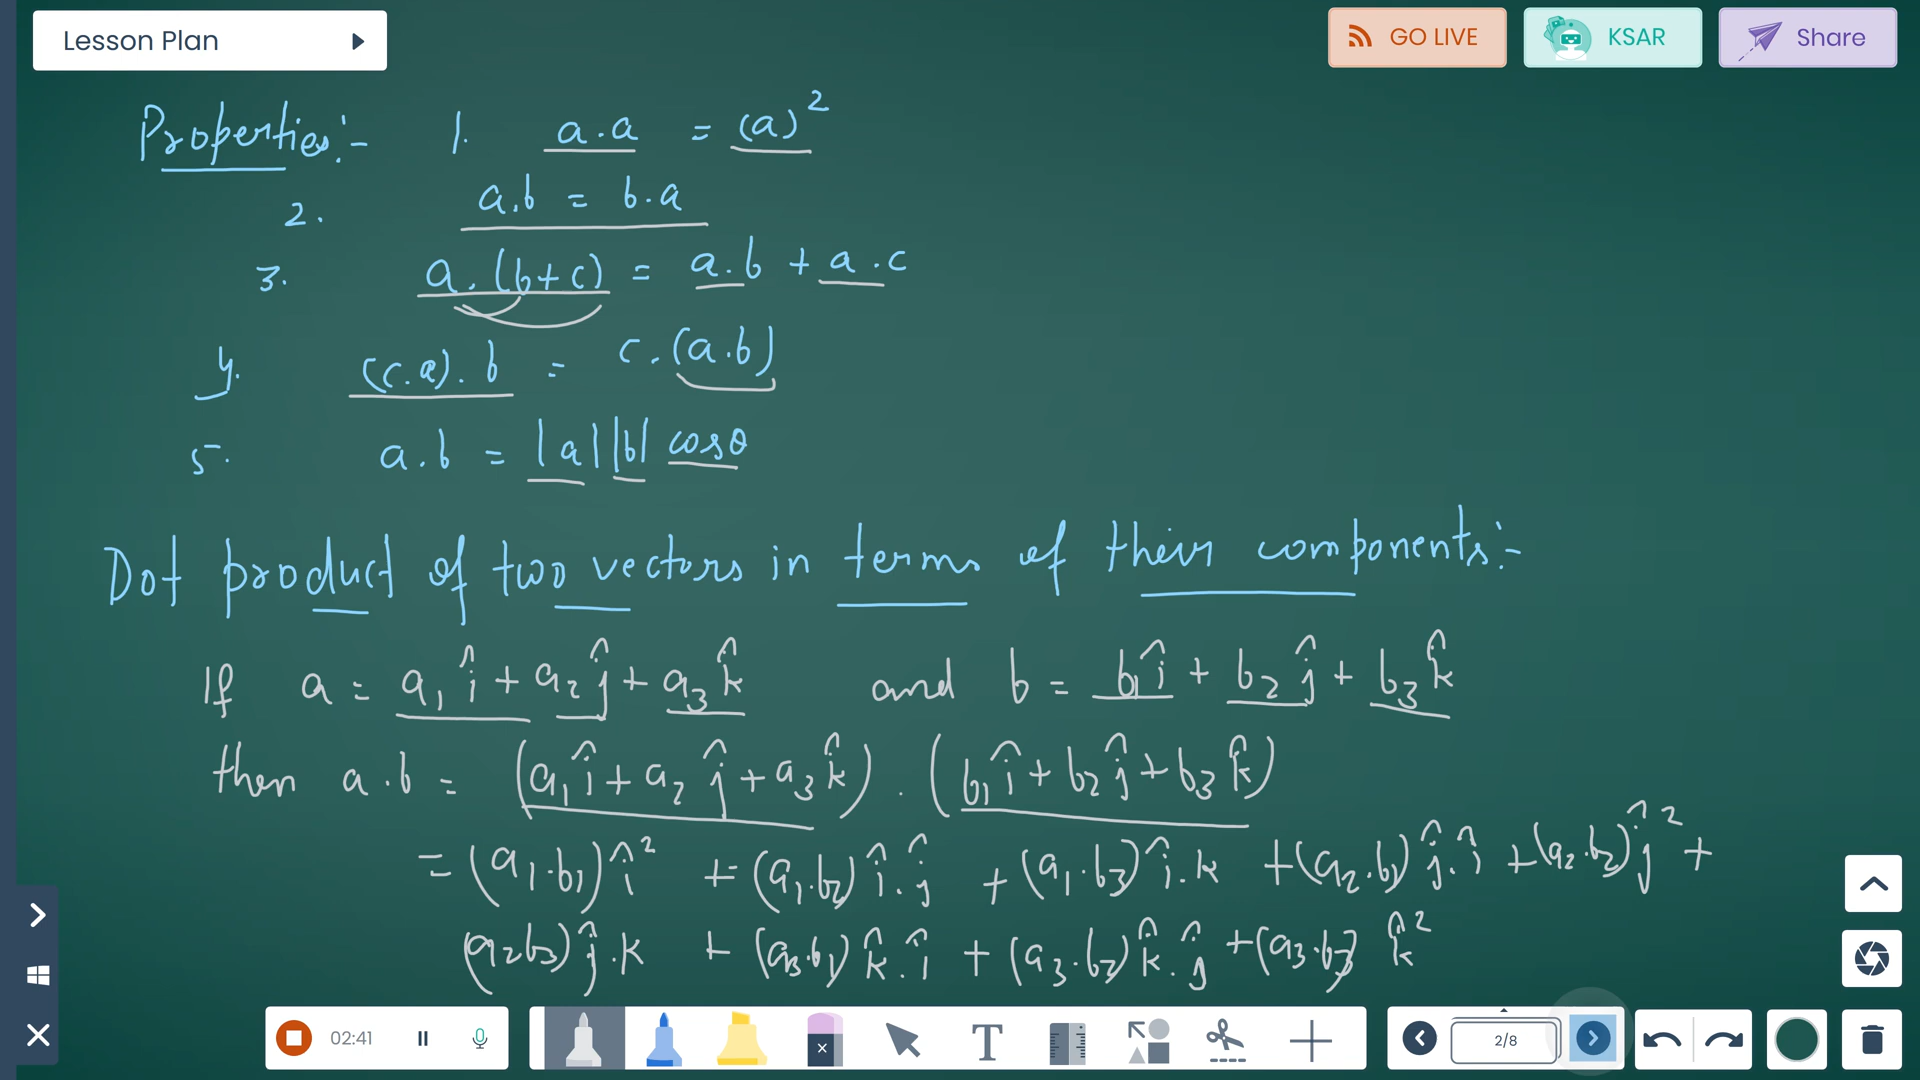 Lesson Plan
GO LIVE
KSAR
Share
Properties:- 1. a.a = (a)²
2. a.b = b.a
3. a.(b+c) = a.b + a.c
4. (c.a).b = c.(a.b)
5. a.b = |a||b| cosθ
Dot product of two vectors in terms of their components:-
If a = a₁î + a₂ĵ + a₃k̂ and b = b₁î + b₂ĵ + b₃k̂
then a.b = (a₁î + a₂ĵ + a₃k̂) . (b₁î + b₂ĵ + b₃k̂)
= (a₁.b₁)î² + (a₁.b₂)î.ĵ + (a₁.b₃)î.k + (a₂.b₁)ĵ.î + (a₂.b₂)ĵ² +
(a₂b₃)ĵ.k + (a₃.b₁)k̂.î + (a₃.b₂)k̂.ĵ + (a₃.b₃)k̂²
02:41
T
2/8